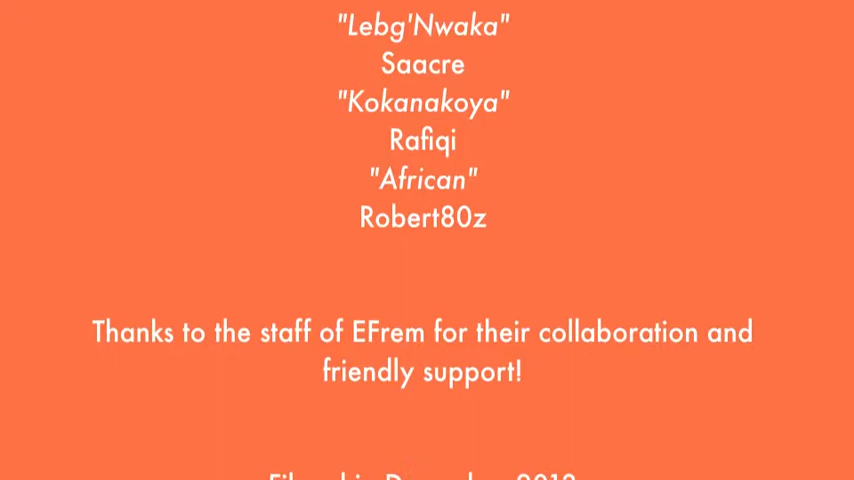 "Lebg'Nwaka"
Saacre
"Kokanakoya"
Rafiqi
"African"
Robert80z
Thanks to the staff of EFrem for their collaboration and
friendly support!